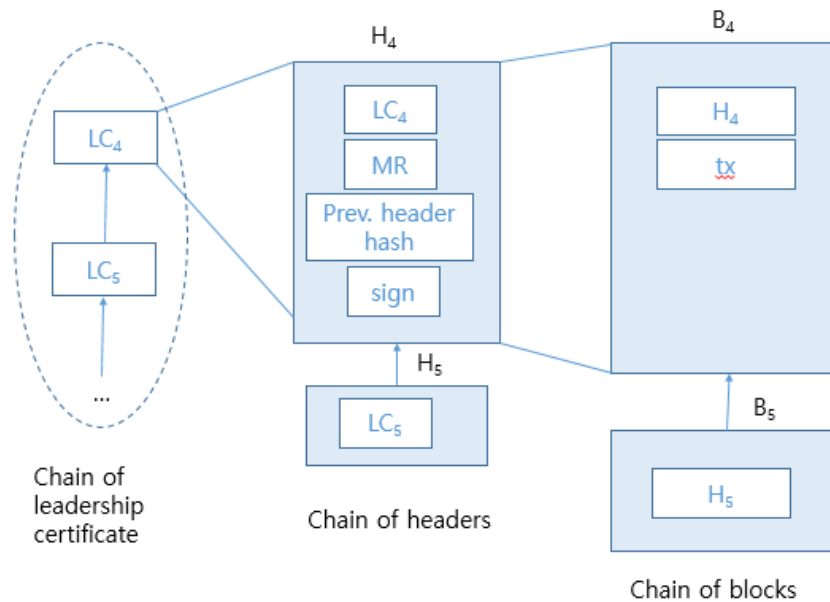 LC₄
LC₅
...
Chain of
leadership
certificate
H₄
LC₄
MR
Prev. header
hash
sign
H₅
LC₅
Chain of headers
B₄
H₄
tx
B₅
H₅
Chain of blocks